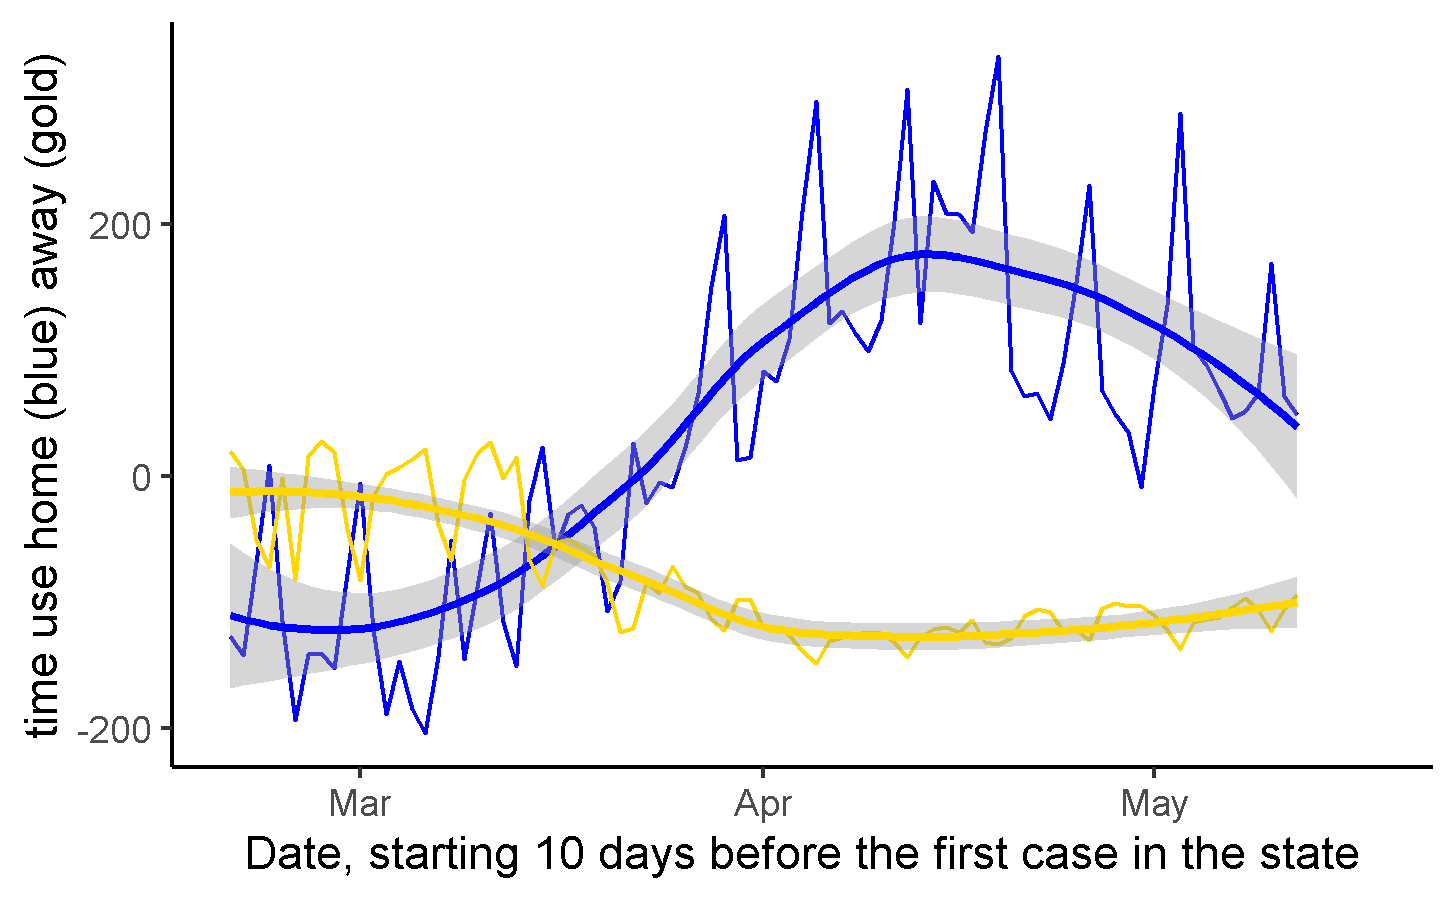 time use home (blue) away (gold)
200
0
-200
Mar
Apr
May
Date, starting 10 days before the first case in the state